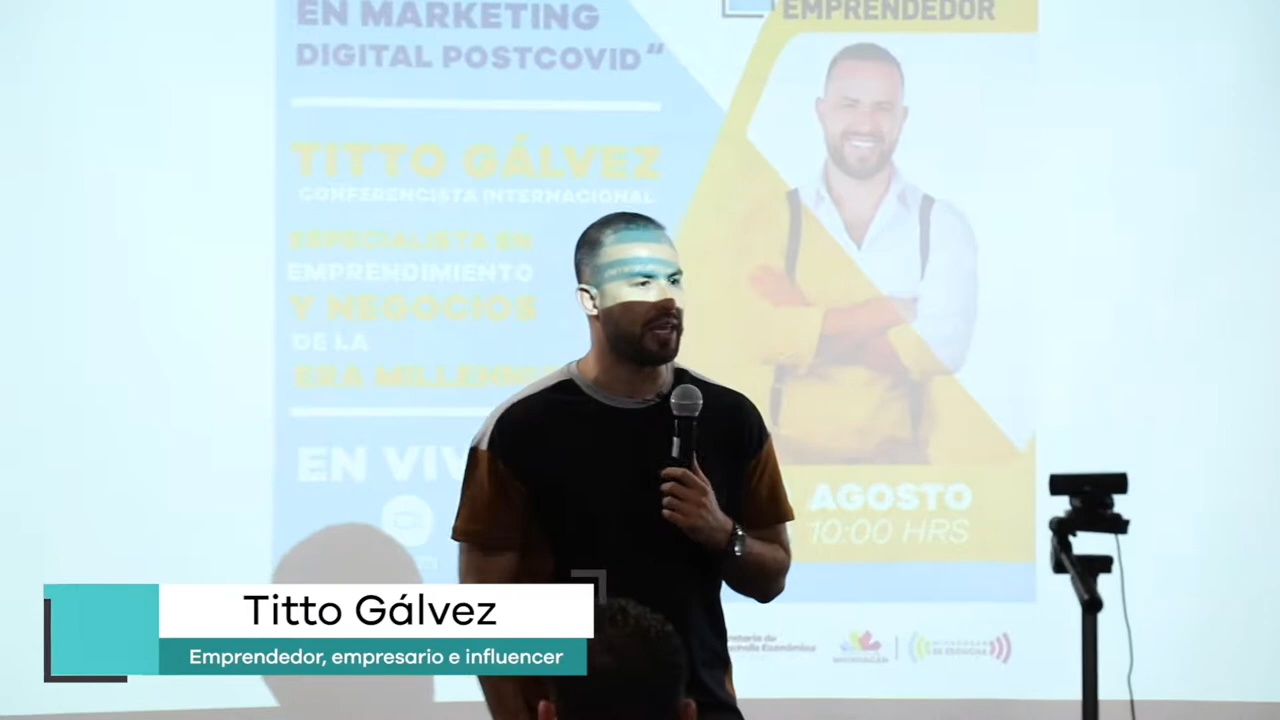 EN MARKETING
DIGITAL POSTCOVID“
TITTO GÁLVEZ
CONFERENCISTA INTERNACIONAL
ESPECIALISTA EN
EMPRENDIMIENTO
Y NEGOCIOS
DE LA
EN VIV
EMPRENDEDOR
AGOSTO
10:00 HRS
Titto Gálvez
Emprendedor, empresario e influencer